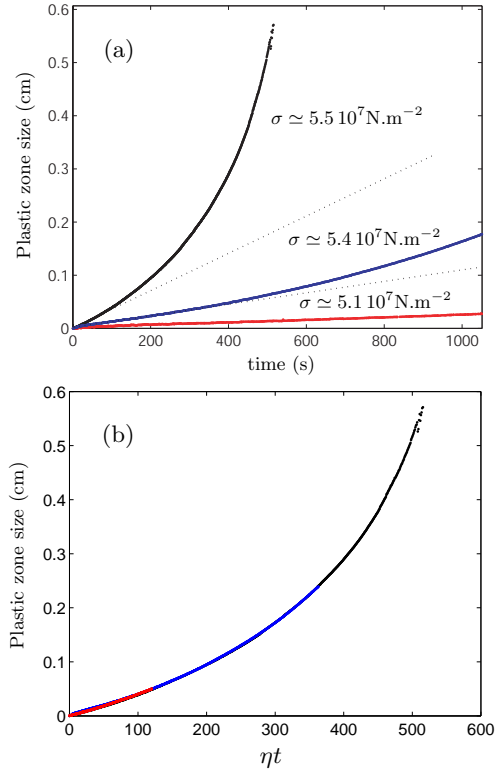 0.6
(a)
0.5
0.4
0.3
0.2
0.1
0
Plastic zone size (cm)
σ ≃ 5.5 10⁷N.m⁻²
σ ≃ 5.4 10⁷N.m⁻²
σ ≃ 5.1 10⁷N.m⁻²
0 200 400 600 800 1000
time (s)
0.6
(b)
0.5
0.4
0.3
0.2
0.1
0
Plastic zone size (cm)
0 100 200 300 400 500 600
ηt